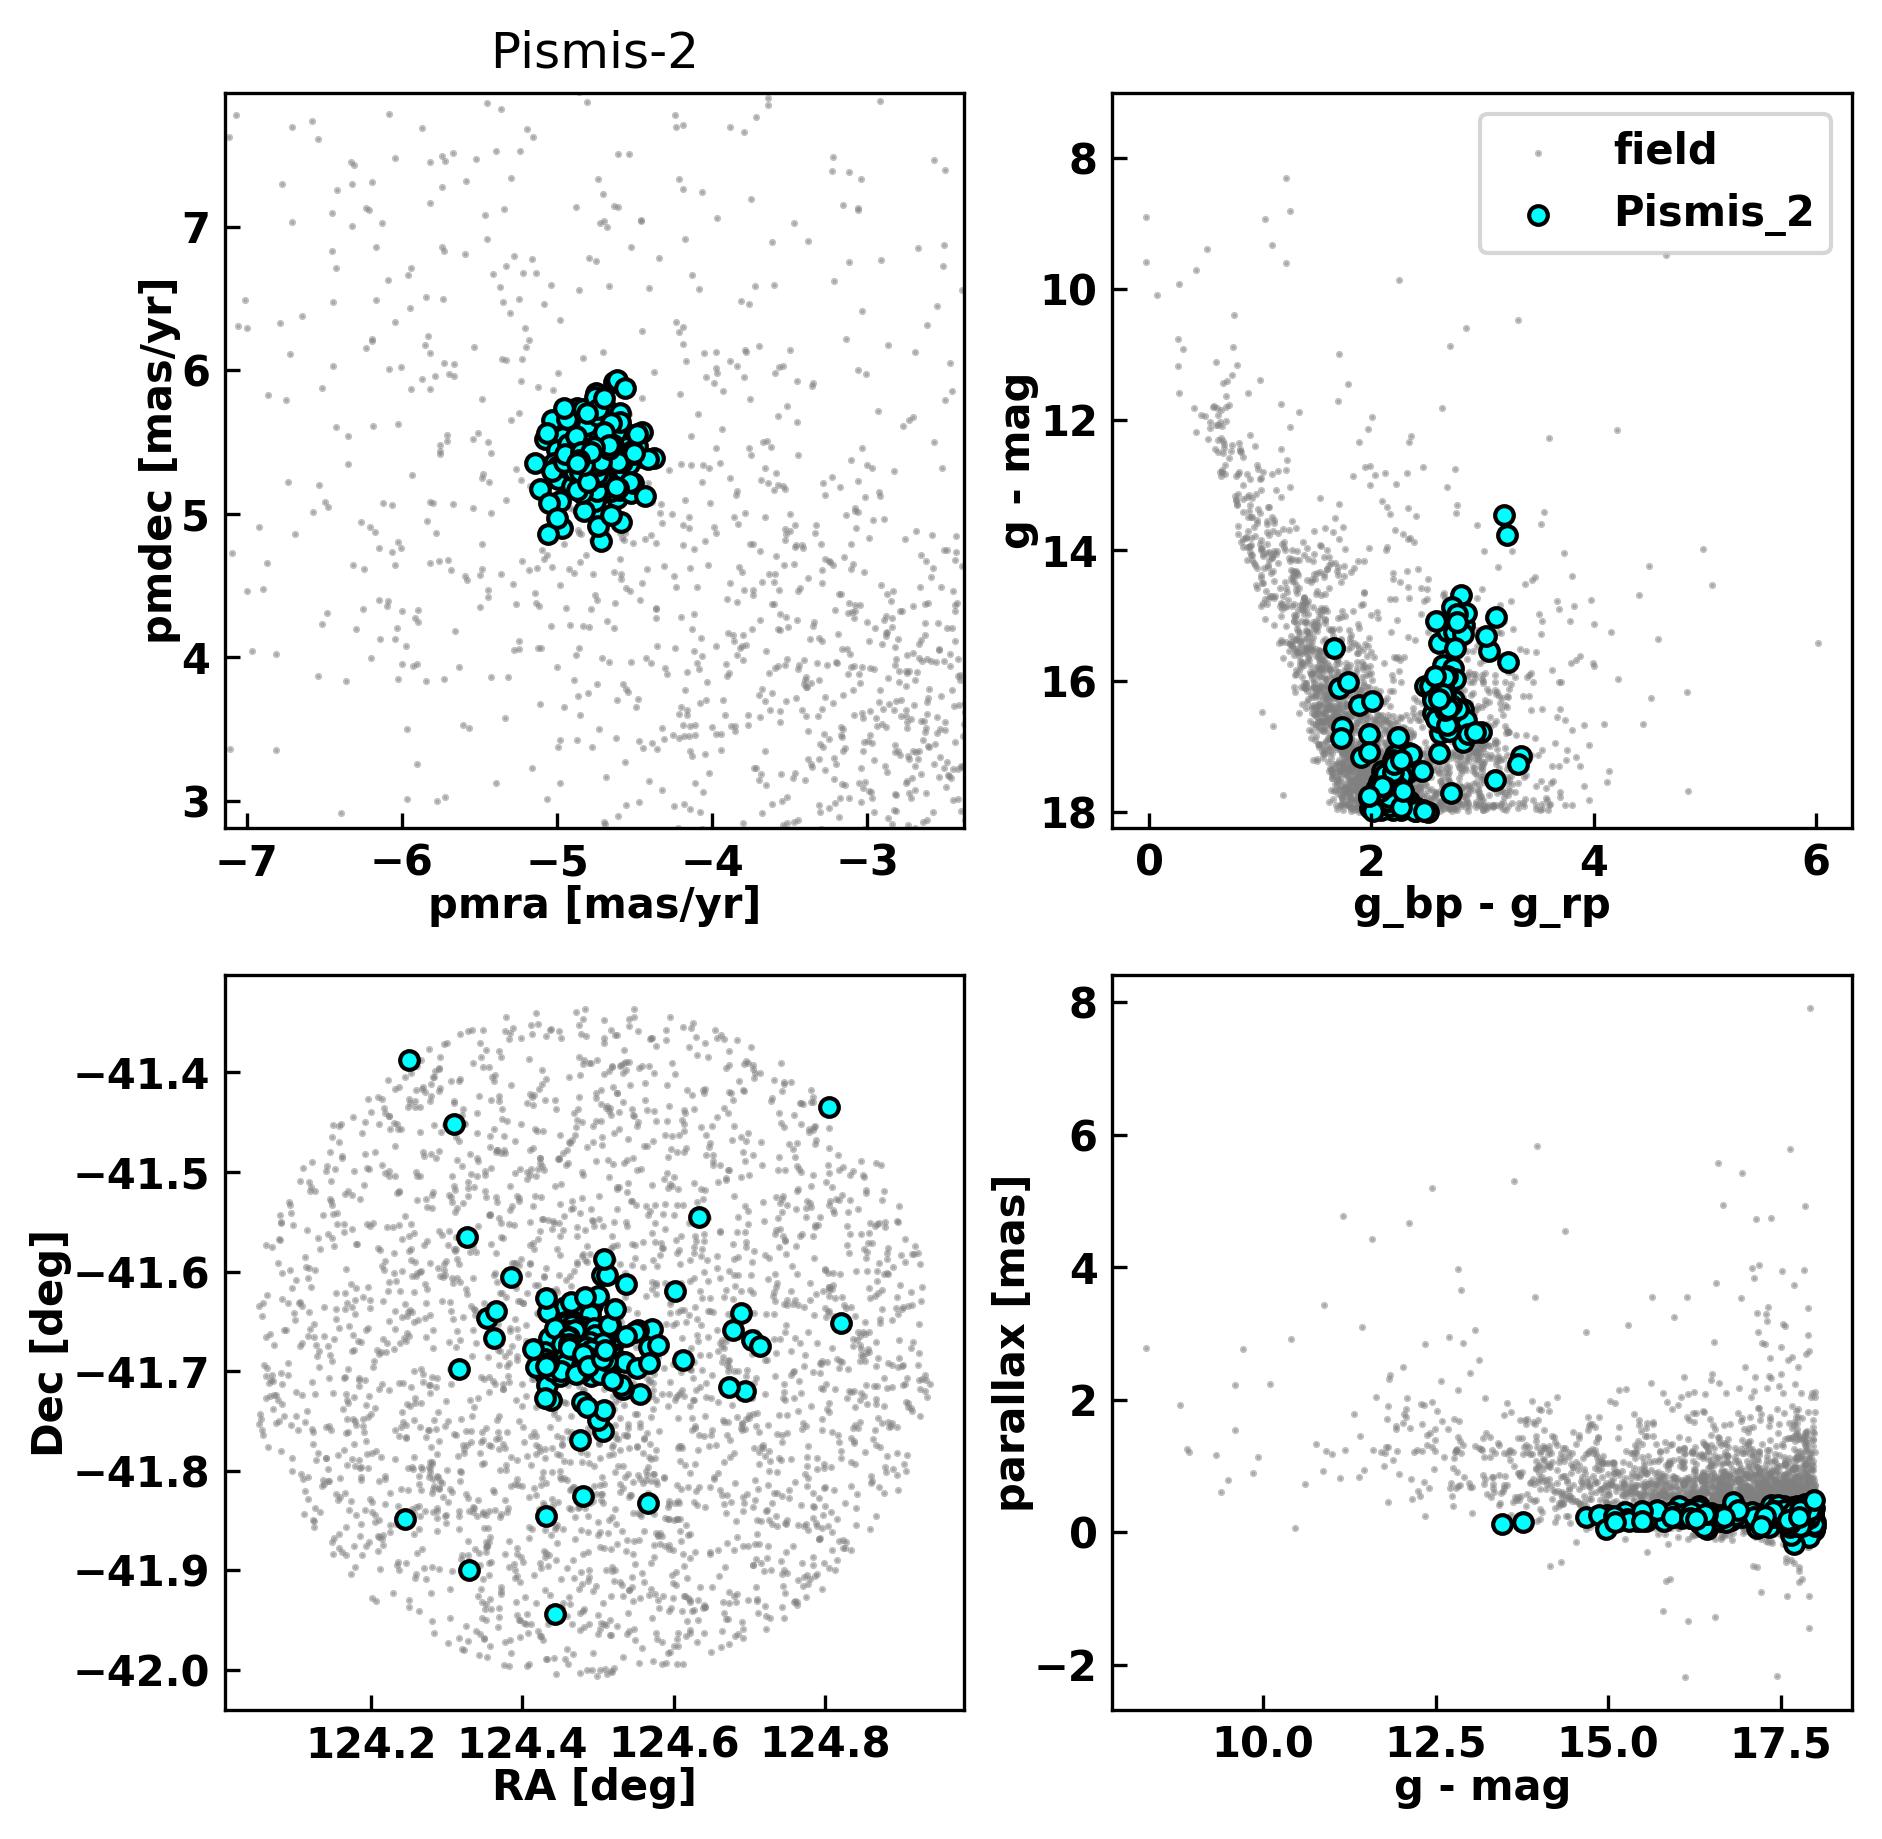 Pismis-2
7
6
5
4
3
pmdec [mas/yr]
−7 −6 −5 −4 −3
pmra [mas/yr]
field
Pismis_2
8
10
12
14
16
18
g - mag
0 2 4 6
g_bp - g_rp
−41.4
−41.5
−41.6
−41.7
−41.8
−41.9
−42.0
Dec [deg]
124.2 124.4 124.6 124.8
RA [deg]
8
6
4
2
0
−2
parallax [mas]
10.0 12.5 15.0 17.5
g - mag